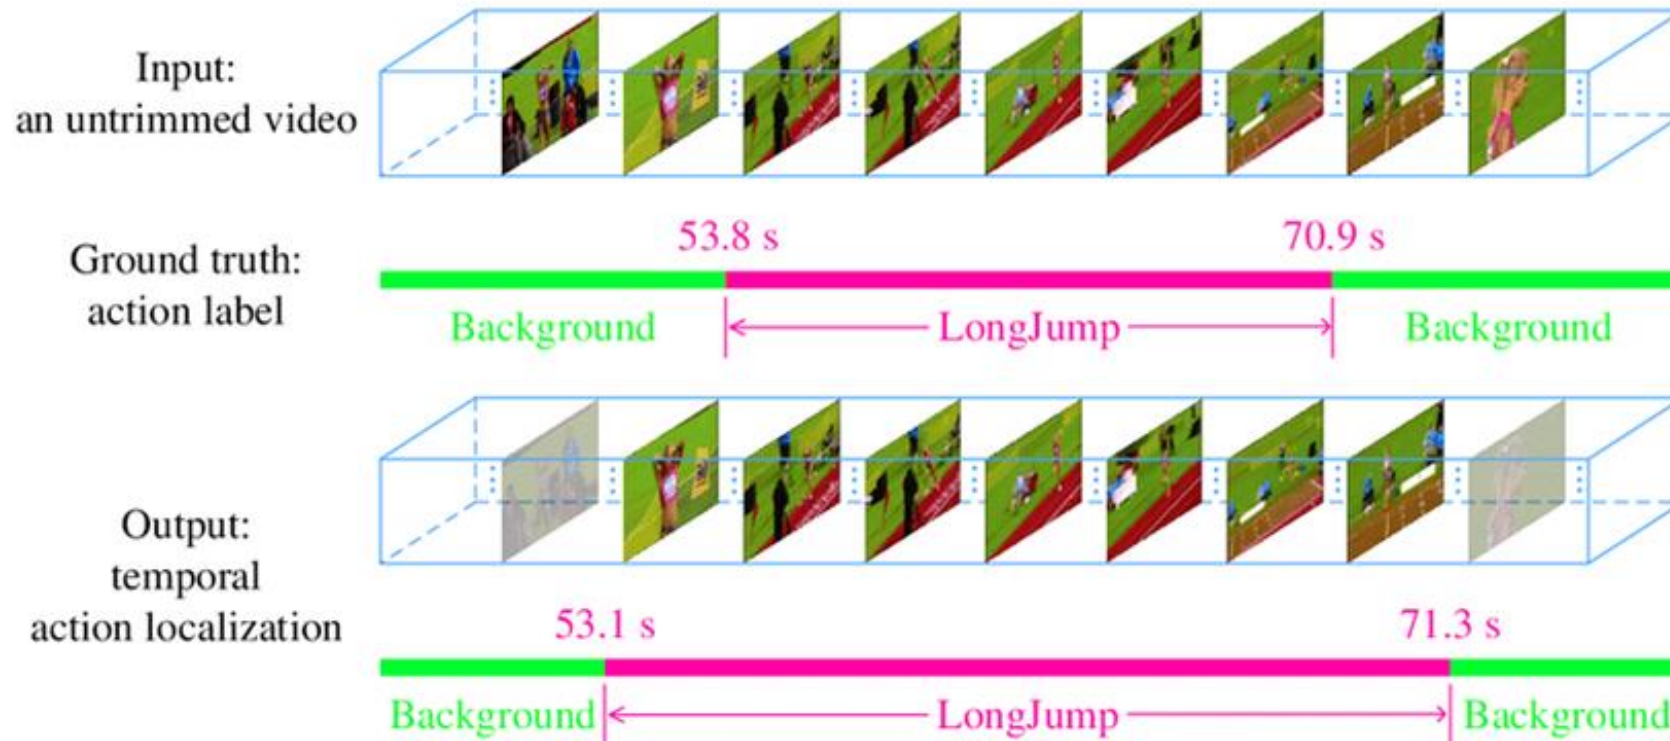 Input:
an untrimmed video
53.8 s
70.9 s
Ground truth:
action label
Background
LongJump
Background
Output:
temporal
action localization
53.1 s
71.3 s
Background
LongJump
Background